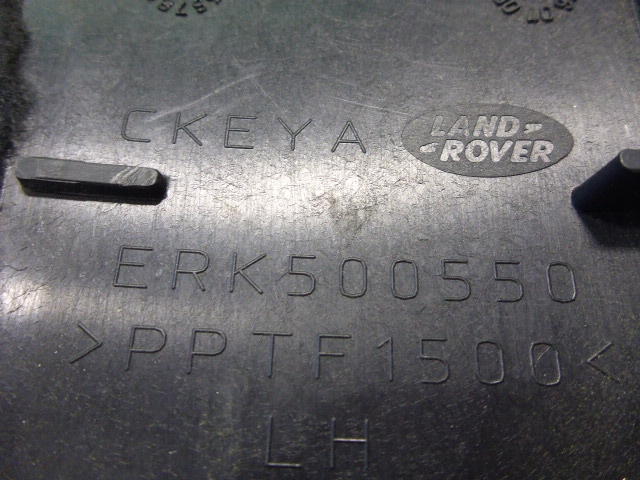 CKEYA LAND ROVER
ERK500550
>PPTF1500<
LH